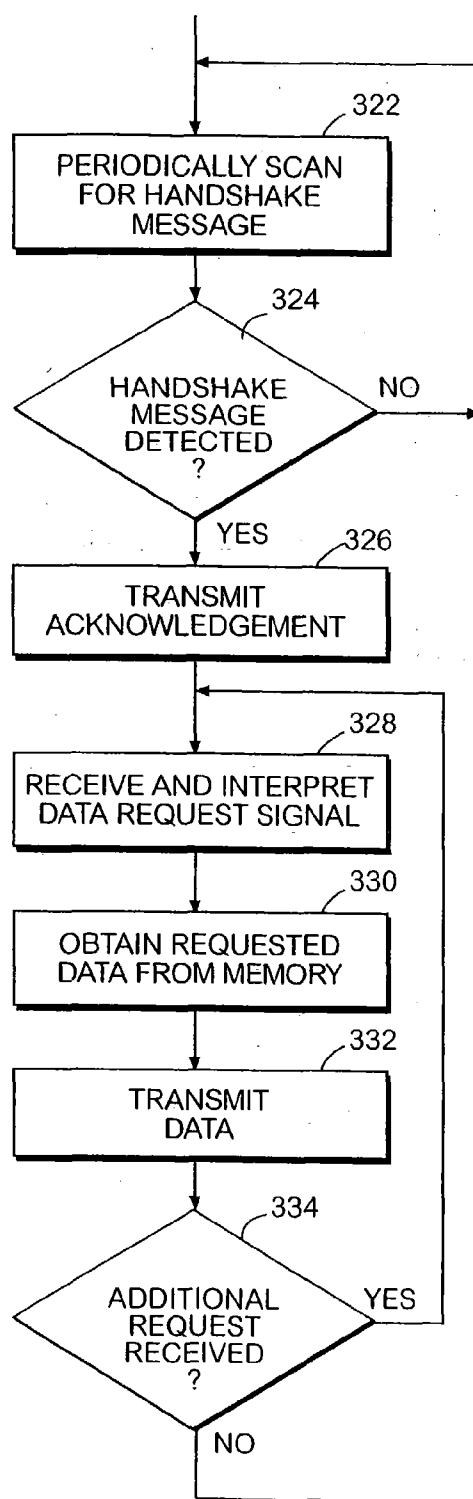 322
PERIODICALLY SCAN
FOR HANDSHAKE
MESSAGE
324
HANDSHAKE
MESSAGE
DETECTED
?
NO
YES
326
TRANSMIT
ACKNOWLEDGEMENT
328
RECEIVE AND INTERPRET
DATA REQUEST SIGNAL
330
OBTAIN REQUESTED
DATA FROM MEMORY
332
TRANSMIT
DATA
334
ADDITIONAL
REQUEST
RECEIVED
?
YES
NO